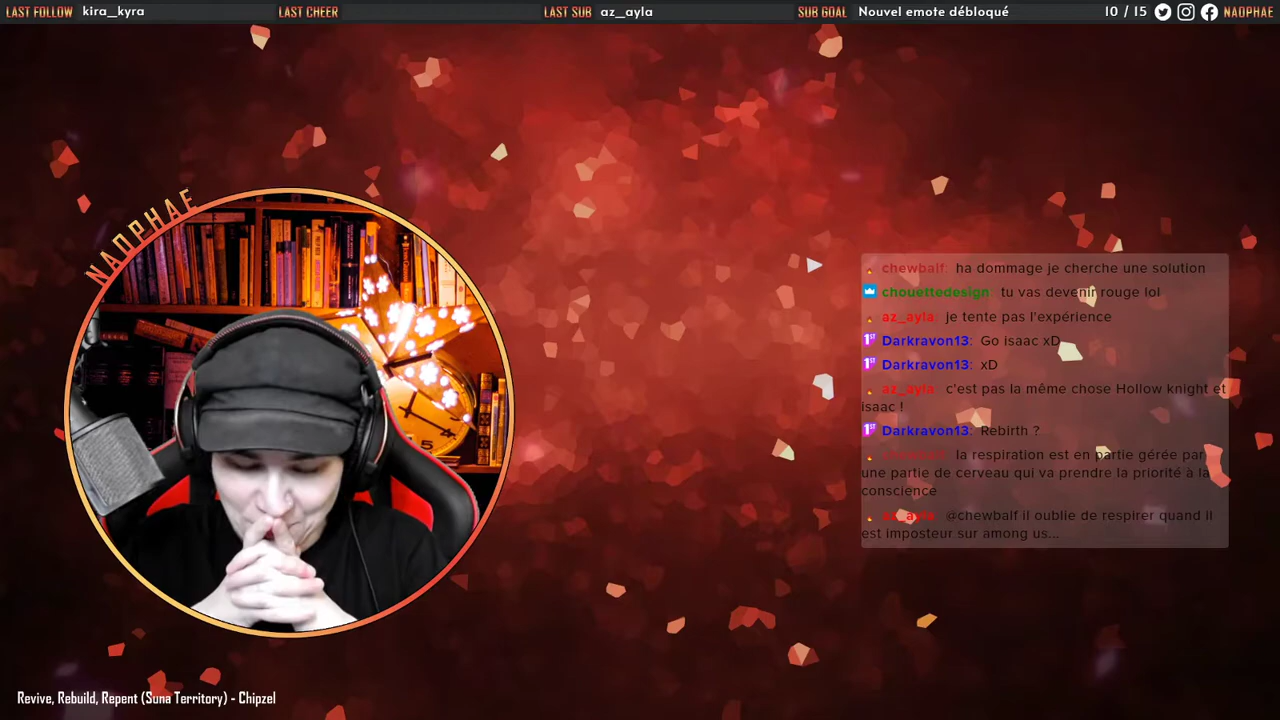 LAST FOLLOW kira_kyra LAST CHEER LAST SUB az_ayla SUB GOAL Nouvel emote débloqué 10 / 15 NAOPHAE
NAOPHAE
chewbalf: ha dommage je cherche une solution
chouettedesign: tu vas devenir rouge lol
az_ayla: je tente pas l'expérience
Darkravon13: Go isaac xD
Darkravon13: xD
az_ayla: c'est pas la même chose Hollow knight et
isaac !
Darkravon13: Rebirth ?
la respiration est en partie gérée par
une partie de cerveau qui va prendre la priorité à la
conscience
az_ayla: @chewbalf il oublie de respirer quand il
est imposteur sur among us...
Revive, Rebuild, Repent (Suna Territory) - Chipzel